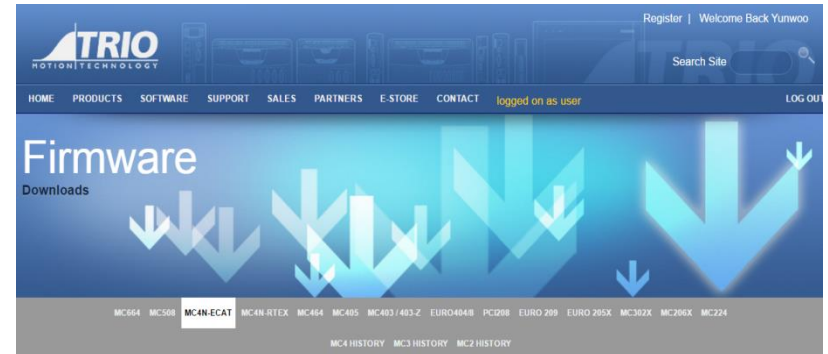 Register | Welcome Back Yunwoo
TRIO
MOTION TECHNOLOGY
Search Site
HOME PRODUCTS SOFTWARE SUPPORT SALES PARTNERS E-STORE CONTACT logged on as user LOG OUT
Firmware
Downloads
MC664 MC508 MC4N-ECAT MC4N-RTEX MC464 MC405 MC403 / 403-Z EURO404/8 PCI208 EURO 209 EURO 205X MC302X MC206X MC224
MC4 HISTORY MC3 HISTORY MC2 HISTORY